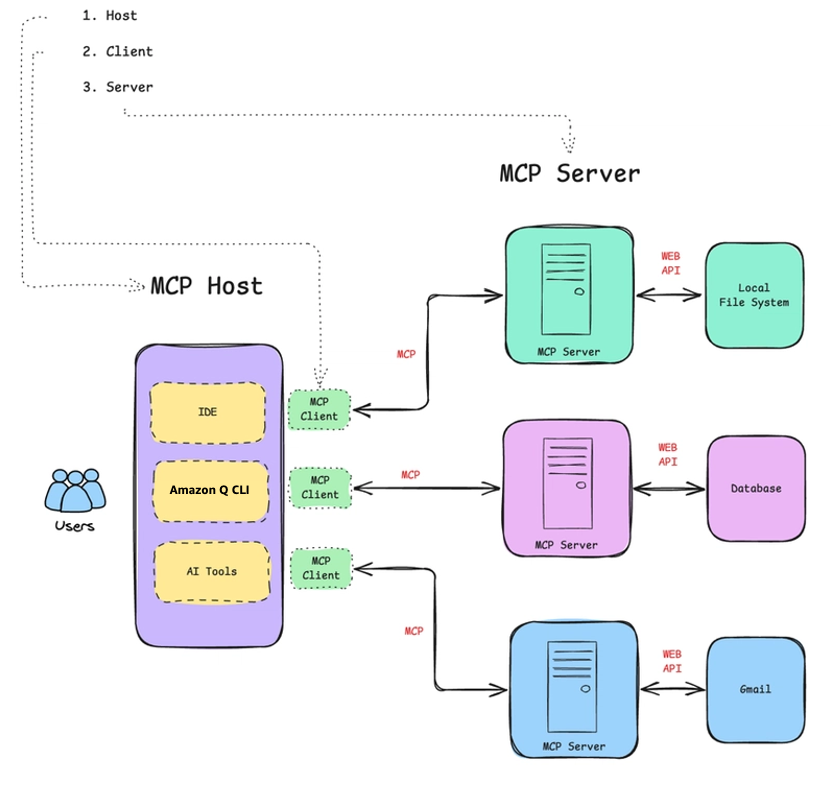 1. Host
2. Client
3. Server
MCP Server
MCP Host
WEB
API
Local
File System
MCP Server
MCP
IDE
MCP
Client
Amazon Q CLI
MCP
Client
MCP
WEB
API
Database
MCP Server
Users
AI Tools
MCP
Client
MCP
WEB
API
Gmail
MCP Server